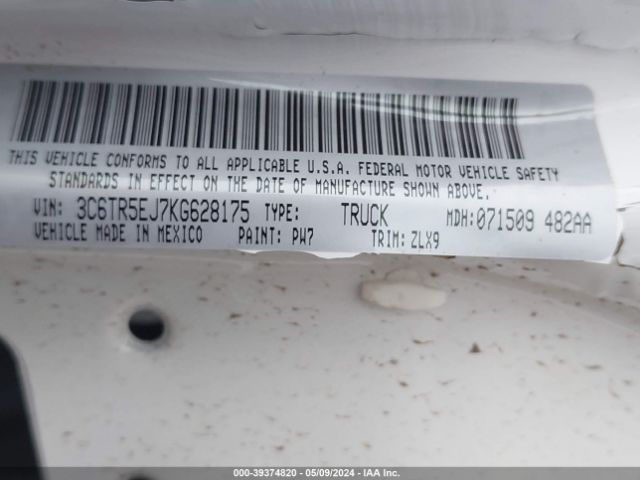 THIS VEHICLE CONFORMS TO ALL APPLICABLE U.S.A. FEDERAL MOTOR VEHICLE SAFETY
STANDARDS IN EFFECT ON THE DATE OF MANUFACTURE SHOWN ABOVE.
VIN: 3C6TR5EJ7KG628175 TYPE: TRUCK MDH:071509 482AA
VEHICLE MADE IN MEXICO PAINT: PW7 TRIM: ZLX9
000-39374820 - 05/09/2024 - IAA Inc.